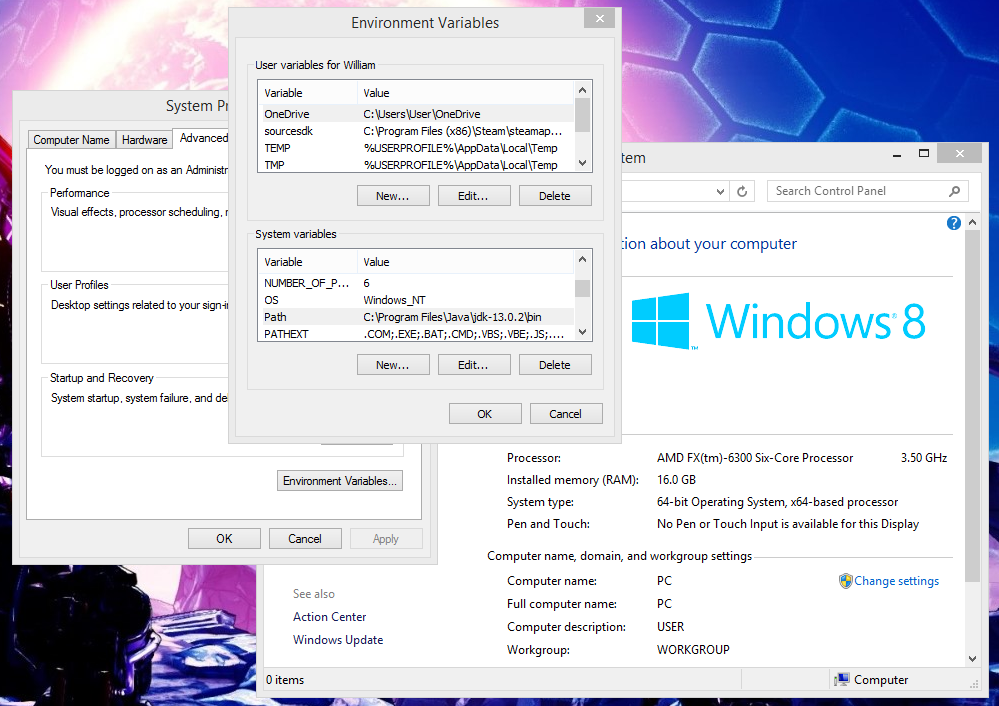 Environment Variables
User variables for William
Variable Value
OneDrive C:\Users\User\OneDrive
sourcesdk C:\Program Files (x86)\Steam\steamap...
TEMP %USERPROFILE%\AppData\Local\Temp
TMP %USERPROFILE%\AppData\Local\Temp
New... Edit... Delete
System variables
Variable Value
NUMBER_OF_P... 6
OS Windows_NT
Path C:\Program Files\Java\jdk-13.0.2\bin
PATHEXT .COM;.EXE;.BAT;.CMD;.VBS;.VBE;.JS;....
New... Edit... Delete
OK Cancel
System Pr
Computer Name Hardware Advanced
You must be logged on as an Administr
Performance
Visual effects, processor scheduling,
User Profiles
Desktop settings related to your sign-i
Startup and Recovery
System startup, system failure, and de
Environment Variables...
OK Cancel Apply
tem
Search Control Panel
?
tion about your computer
Windows® 8
™
Processor: AMD FX(tm)-6300 Six-Core Processor 3.50 GHz
Installed memory (RAM): 16.0 GB
System type: 64-bit Operating System, x64-based processor
Pen and Touch: No Pen or Touch Input is available for this Display
Computer name, domain, and workgroup settings
Computer name: PC
Change settings
Full computer name: PC
Computer description: USER
Workgroup: WORKGROUP
See also
Action Center
Windows Update
0 items
Computer